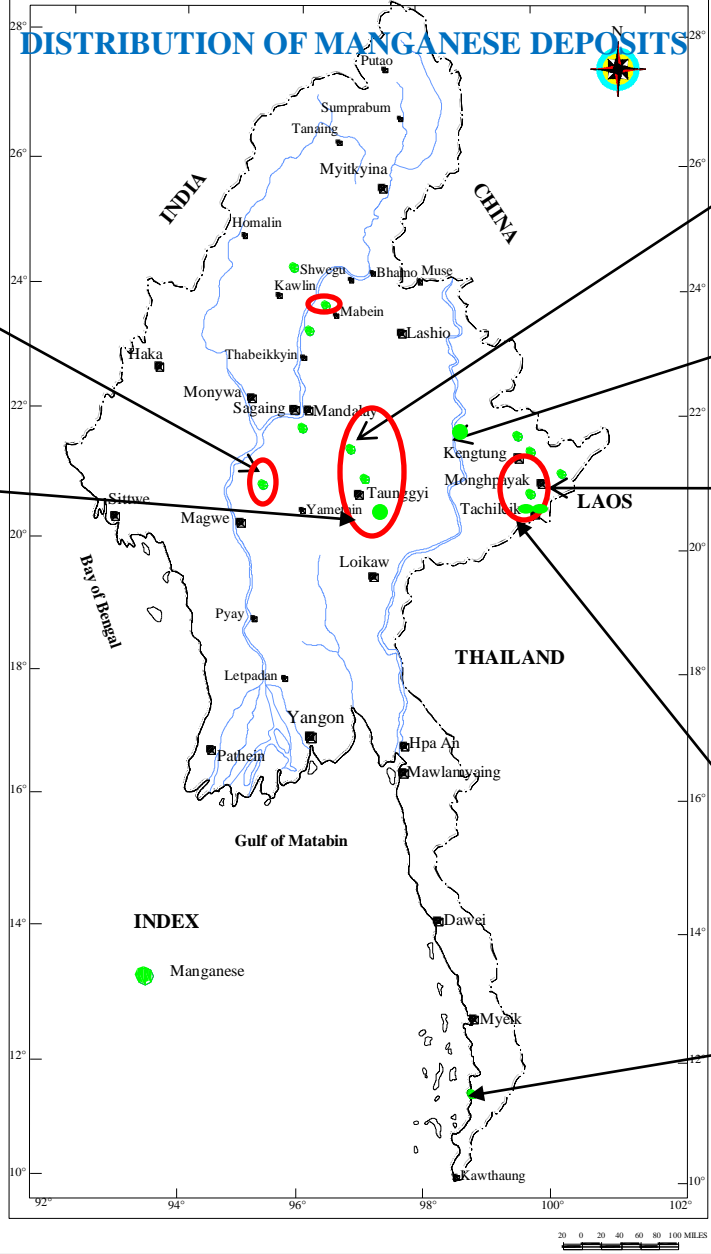 DISTRIBUTION OF MANGANESE DEPOSITS
N
28°
28°
Putao
Sumprabum
Tanaing
26°
26°
Myitkyina
INDIA
CHINA
Homalin
24°
Shwegu
Bhamo
Muse
24°
Kawlin
Mabein
Lashio
Haka
Thabeikkyin
Monywa
22°
Sagaing
Mandalay
22°
Kengtung
Monghpayak
Taunggyi
LAOS
Sittwe
Magwe
Yamethin
Tachileik
20°
20°
Bay of Bengal
Loikaw
Pyay
THAILAND
18°
Letpadan
18°
Yangon
Pathein
Hpa An
Mawlamyaing
16°
16°
Gulf of Matabin
INDEX
14°
Dawei
14°
Manganese
Myeik
12°
12°
10°
Kawthaung
10°
92°
94°
96°
98°
100°
102°
20 0 20 40 60 80 100 MILES